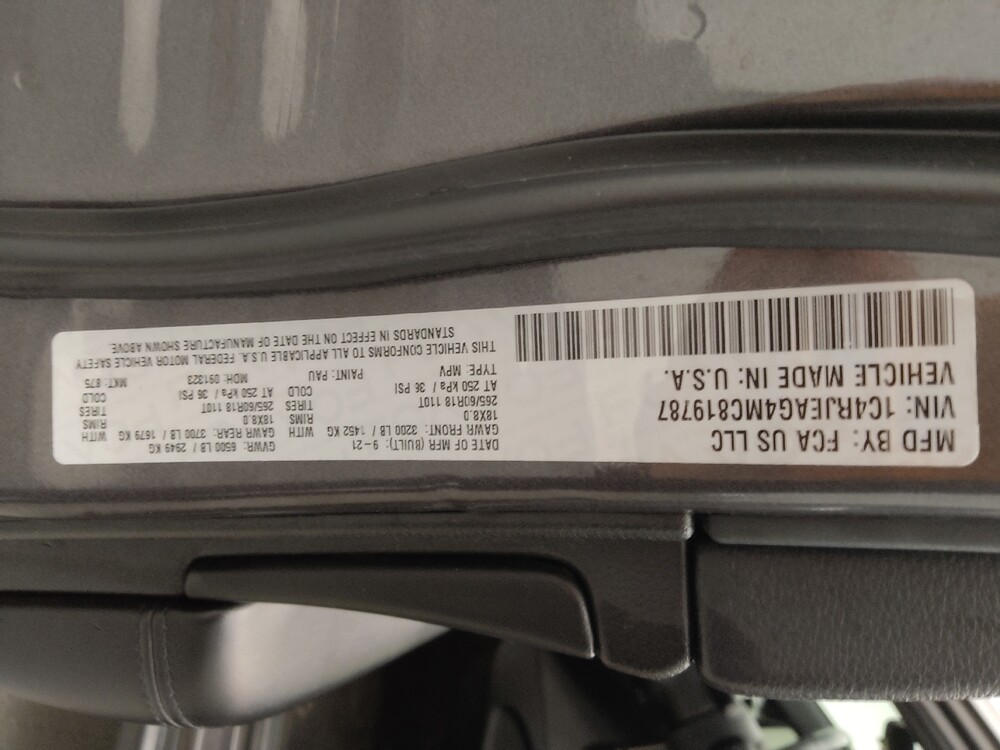 MFD BY: FCA US LLC
VIN: 1C4RJEAG4MC819787
VEHICLE MADE IN: U.S.A.
DATE OF MFR (BUILT): 9-21 GVWR: 6500 LB / 2949 KG
GAWR FRONT: 3200 LB / 1452 KG WITH GAWR REAR: 3700 LB / 1679 KG WITH
18X8.0 RIMS 18X8.0 RIMS
265/60R18 110T TIRES 265/60R18 110T TIRES
AT 250 kPa / 36 PSI COLD AT 250 kPa / 36 PSI COLD
TYPE: MPV PAINT: PAU MDH: 091323 MKT: 875
THIS VEHICLE CONFORMS TO ALL APPLICABLE U.S.A. FEDERAL MOTOR VEHICLE SAFETY
STANDARDS IN EFFECT ON THE DATE OF MANUFACTURE SHOWN ABOVE.